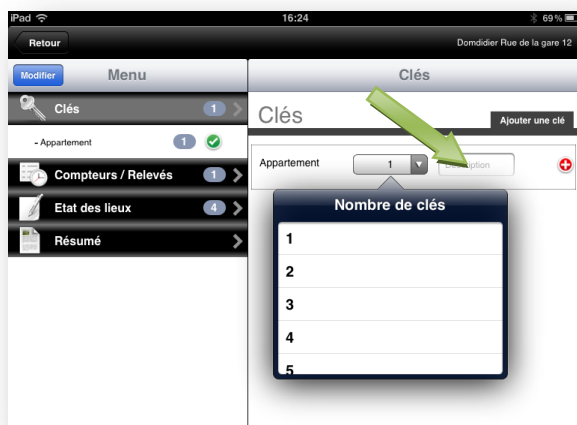 iPad 16:24 69%
Retour Domdidier Rue de la gare 12
Modifier Menu Clés
Clés 1
- Appartement 1
Compteurs / Relevés 1
Etat des lieux 4
Résumé
Clés Ajouter une clé
Appartement 1
Nombre de clés
1
2
3
4
5